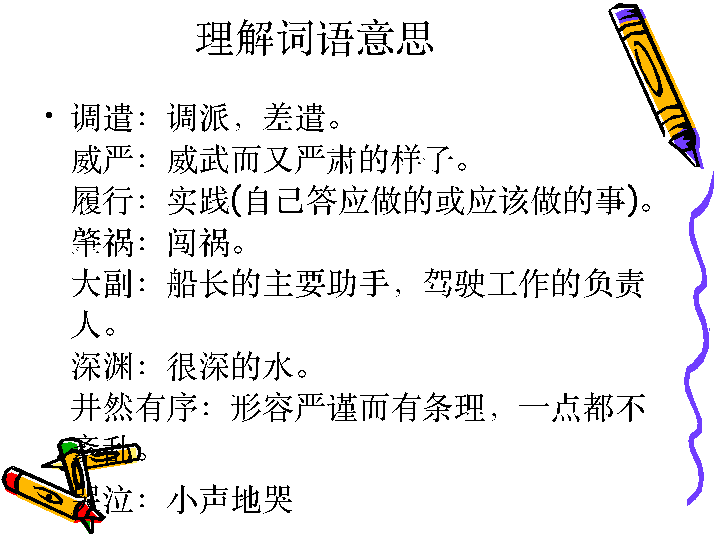 理解词语意思
• 调遣：调派，差遣。
威严：威武而又严肃的样子。
履行：实践(自己答应做的或应该做的事)。
肇祸：闯祸。
大副：船长的主要助手，驾驶工作的负责
人。
深渊：很深的水。
井然有序：形容严谨而有条理，一点都不
紊乱。
哭泣：小声地哭